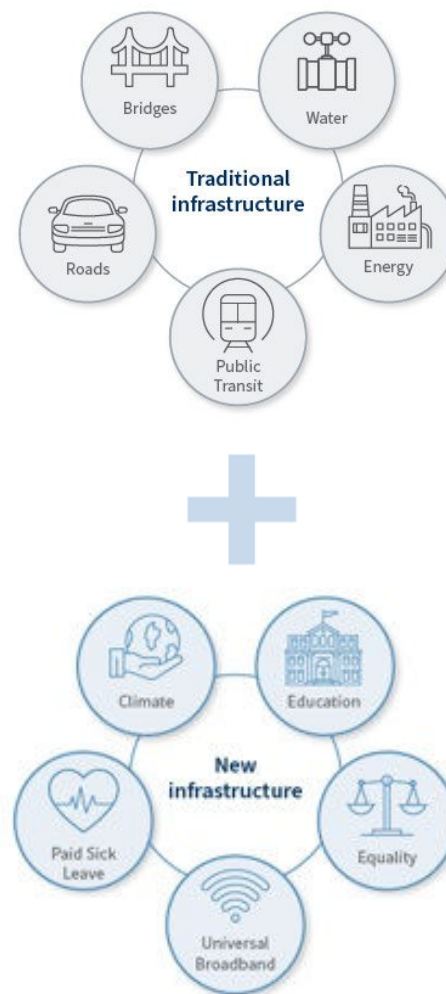 Bridges
Water
Traditional
infrastructure
Roads
Energy
Public
Transit
Climate
Education
New
infrastructure
Paid Sick
Leave
Equality
Universal
Broadband